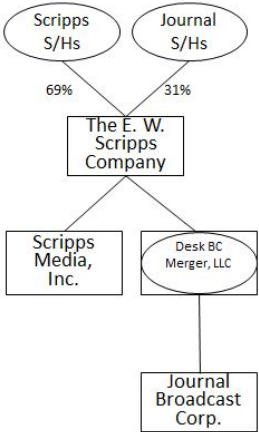 Scripps
S/Hs
Journal
S/Hs
69%
31%
The E. W.
Scripps
Company
Scripps
Media,
Inc.
Desk BC
Merger, LLC
Journal
Broadcast
Corp.